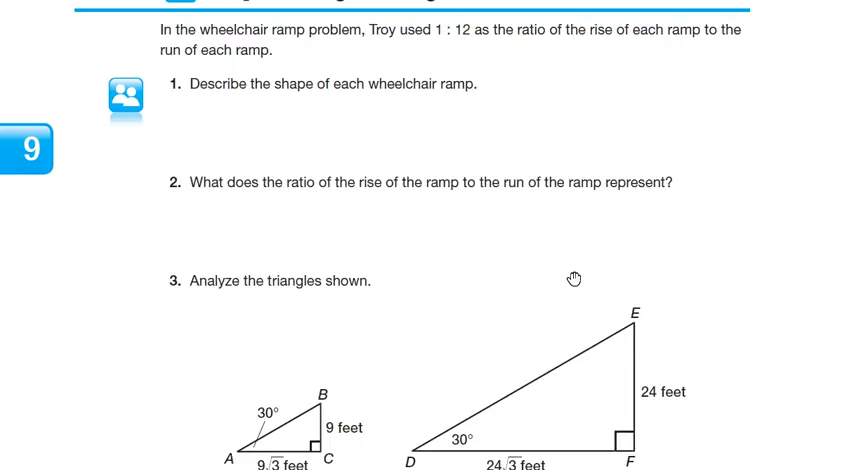 In the wheelchair ramp problem, Troy used 1 : 12 as the ratio of the rise of each ramp to the
run of each ramp.
1. Describe the shape of each wheelchair ramp.
9
2. What does the ratio of the rise of the ramp to the run of the ramp represent?
3. Analyze the triangles shown.
E
B
24 feet
30°
9 feet
30°
A
C
D
F
9√3 feet
24√3 feet